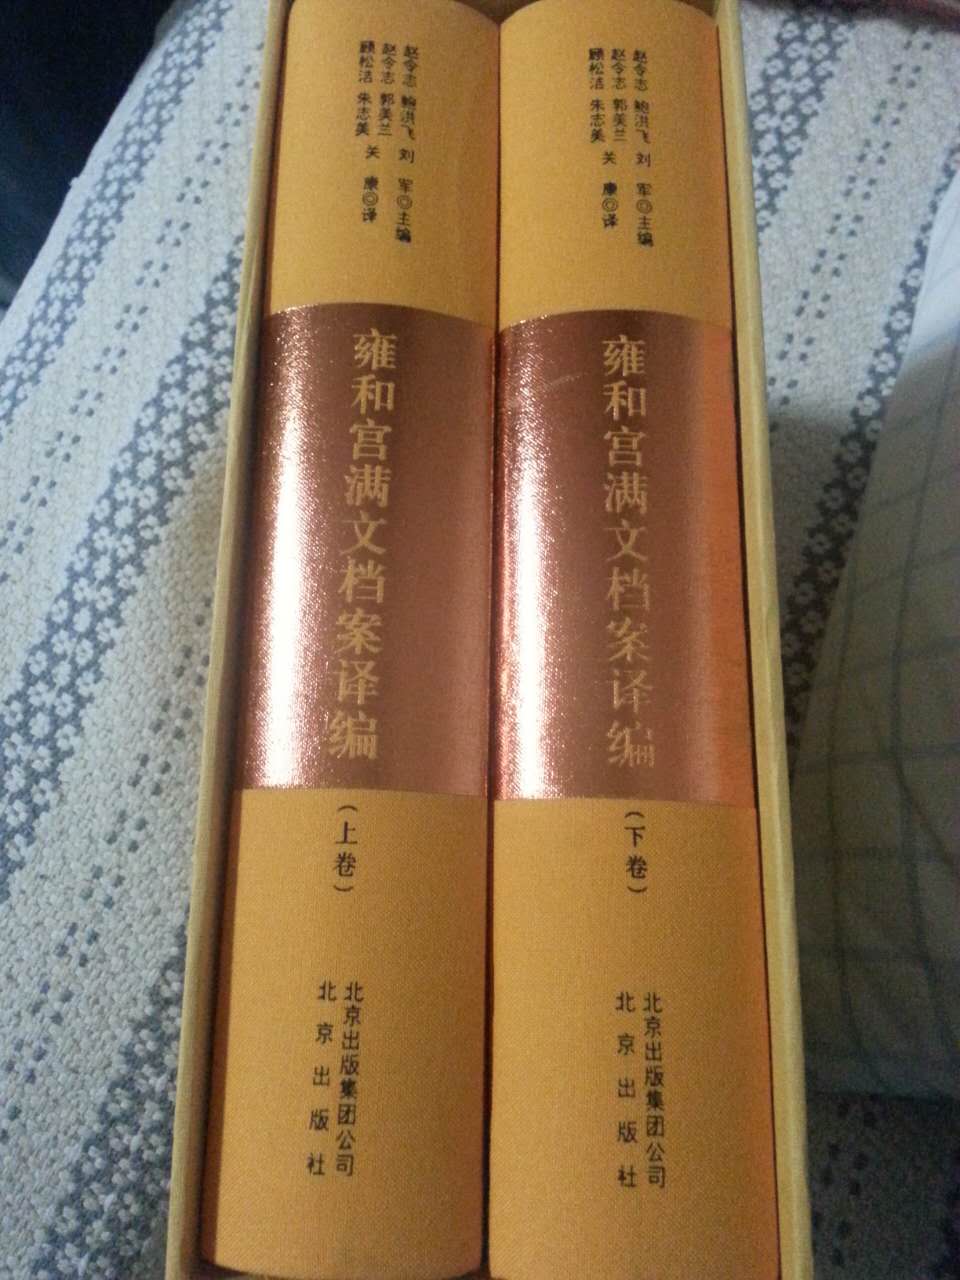 赵令志 鲍洪飞 刘 军◎主编
赵令志 郭美兰
顾松洁 朱志美 关 康◎译
雍和宫满文档案译编
(上卷)
北京出版集团公司
北京出版社
赵令志 鲍洪飞 刘 军◎主编
赵令志 郭美兰
顾松洁 朱志美 关 康◎译
雍和宫满文档案译编
(下卷)
北京出版集团公司
北京出版社